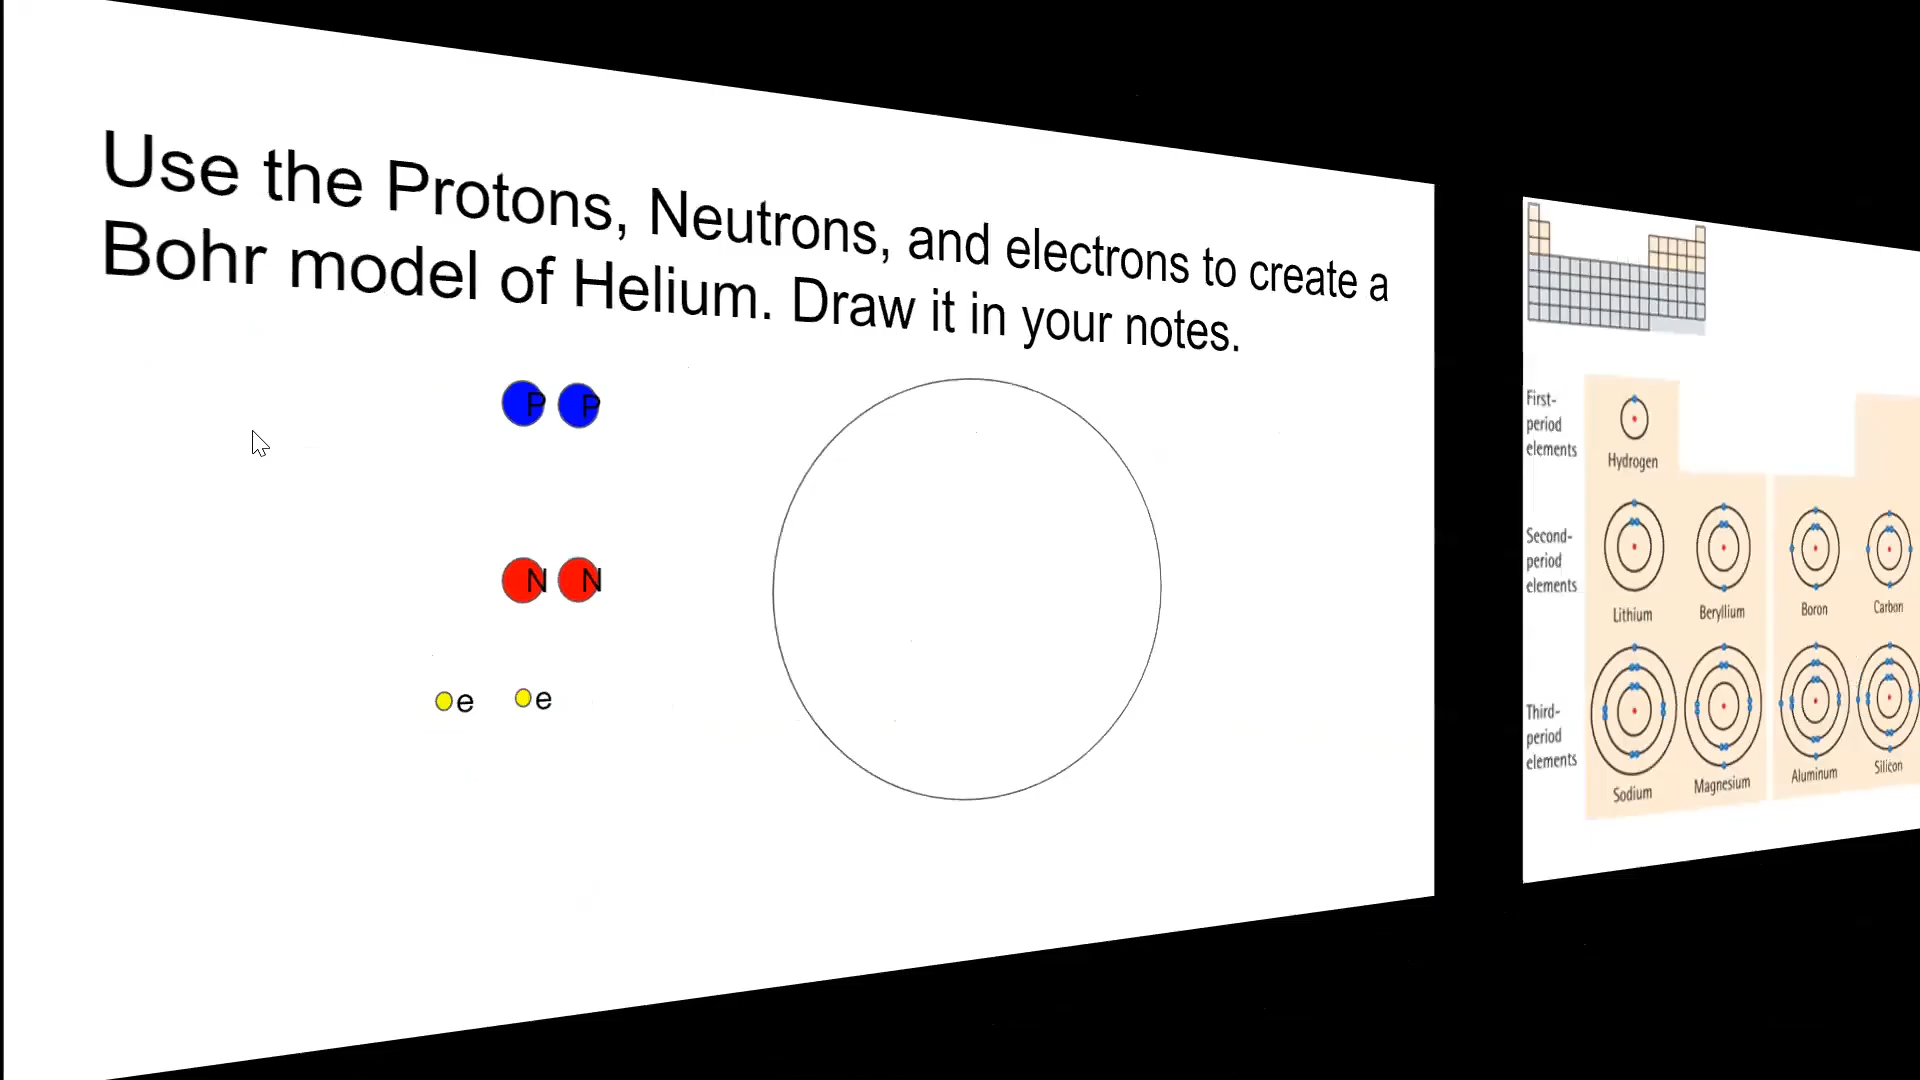 Use the Protons, Neutrons, and electrons to create a
Bohr model of Helium. Draw it in your notes.
P P
N N
e e
First-
period
elements
Hydrogen
Second-
period
elements
Lithium Beryllium Boron Carbon
Third-
period
elements
Sodium Magnesium Aluminum Silicon